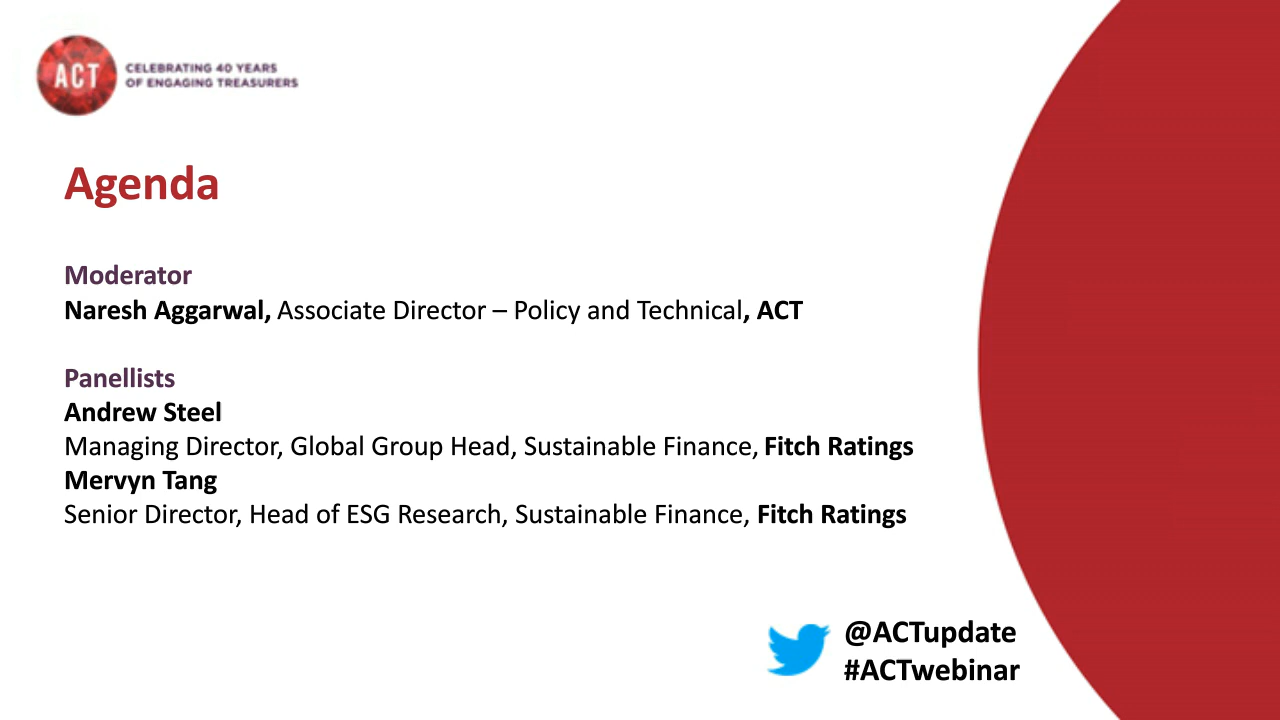 ACT
CELEBRATING 40 YEARS
OF ENGAGING TREASURERS
Agenda
Moderator
Naresh Aggarwal, Associate Director – Policy and Technical, ACT
Panellists
Andrew Steel
Managing Director, Global Group Head, Sustainable Finance, Fitch Ratings
Mervyn Tang
Senior Director, Head of ESG Research, Sustainable Finance, Fitch Ratings
@ACTupdate
#ACTwebinar